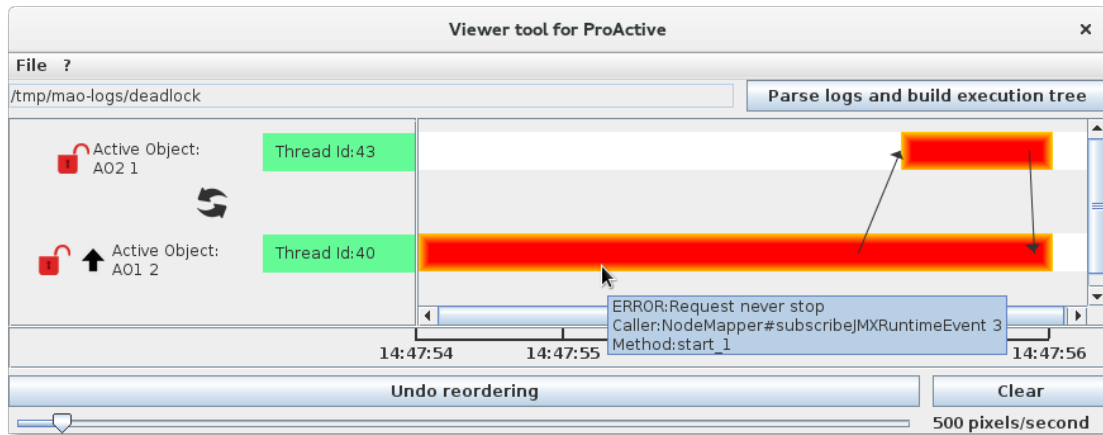 Viewer tool for ProActive
×
File ?
/tmp/mao-logs/deadlock
Parse logs and build execution tree
Active Object:
AO2 1
Thread Id:43
Active Object:
AO1 2
Thread Id:40
ERROR:Request never stop
Caller:NodeMapper#subscribeJMXRuntimeEvent 3
Method:start_1
14:47:54 14:47:55 14:47:56
Undo reordering
Clear
500 pixels/second